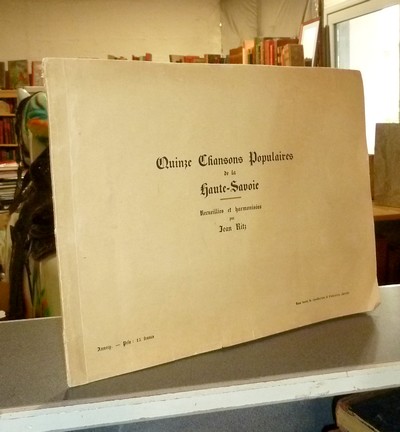 Quinze Chansons Populaires
de la
Haute-Savoie
Recueillies et harmonisées
par
Jean Ritz
Annecy. — Prix : 15 francs